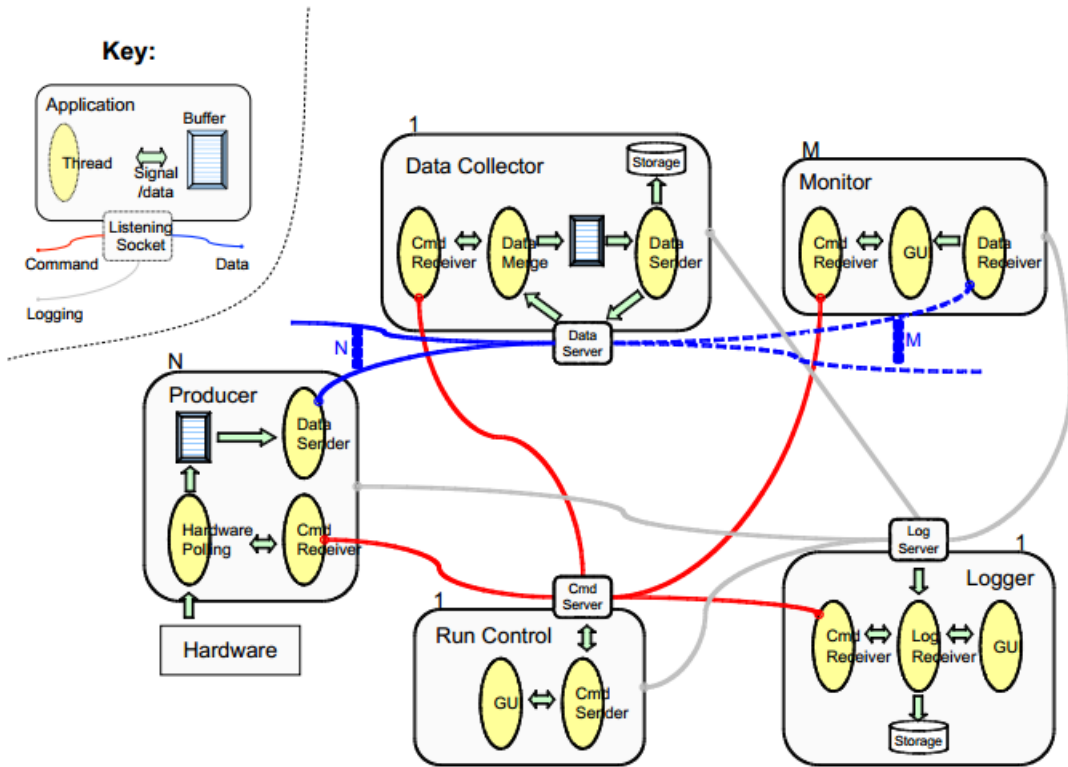 Key:
Application
Buffer
Thread
Signal
/data
Listening
Socket
Command
Data
Logging
1
Data Collector
Storage
Cmd
Receiver
Data
Merge
Data
Sender
Data
Server
M
Monitor
Cmd
Receiver
GUI
Data
Receiver
N
M
N
Producer
Data
Sender
Hardware
Polling
Cmd
Receiver
Hardware
Cmd
Server
1
Run Control
GUI
Cmd
Sender
Log
Server
1
Logger
Cmd
Receiver
Log
Receiver
GUI
Storage